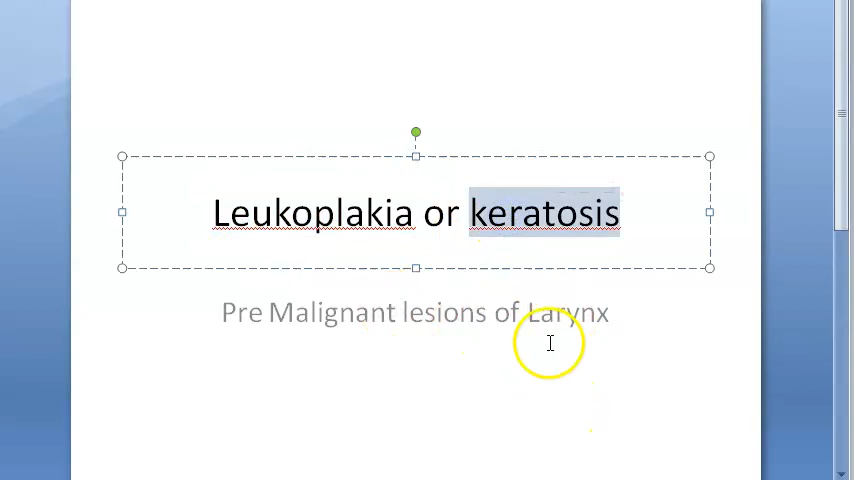 Leukoplakia or keratosis
Pre Malignant lesions of Larynx